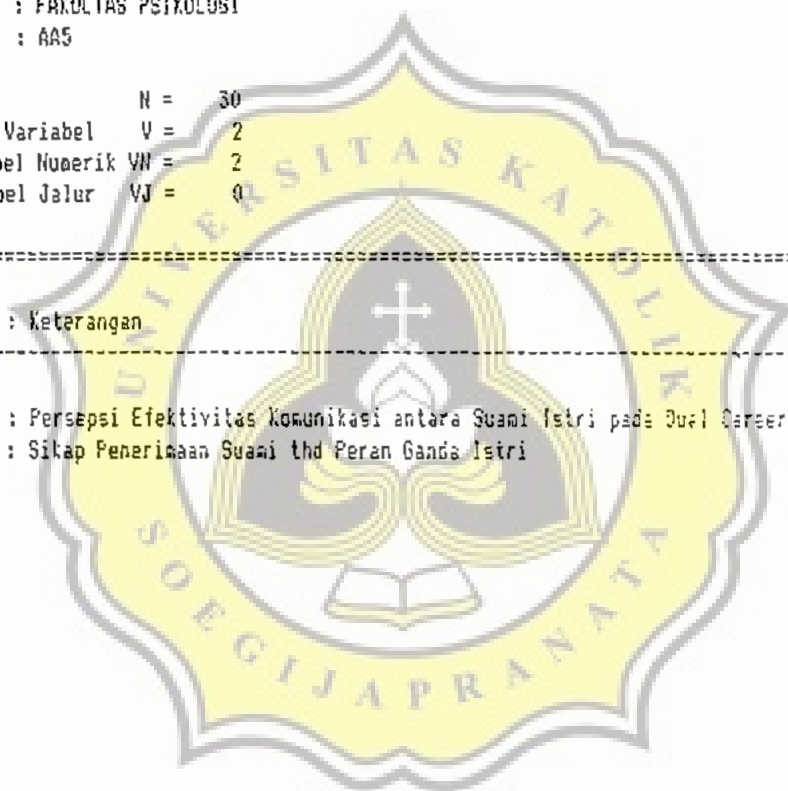 : FAKULTAS PSIKOLOGI
: AA5
N = 30
Variabel V = 2
bel Numerik VN = 2
bel Jalur VJ = 0
: Keterangan
: Persepsi Efektivitas Komunikasi antara Suami Istri pada Dual Career
: Sikap Penerimaan Suami thd Peran Ganda Istri
UNIVERSITAS KATOLIK
SOEGIJAPRANATA